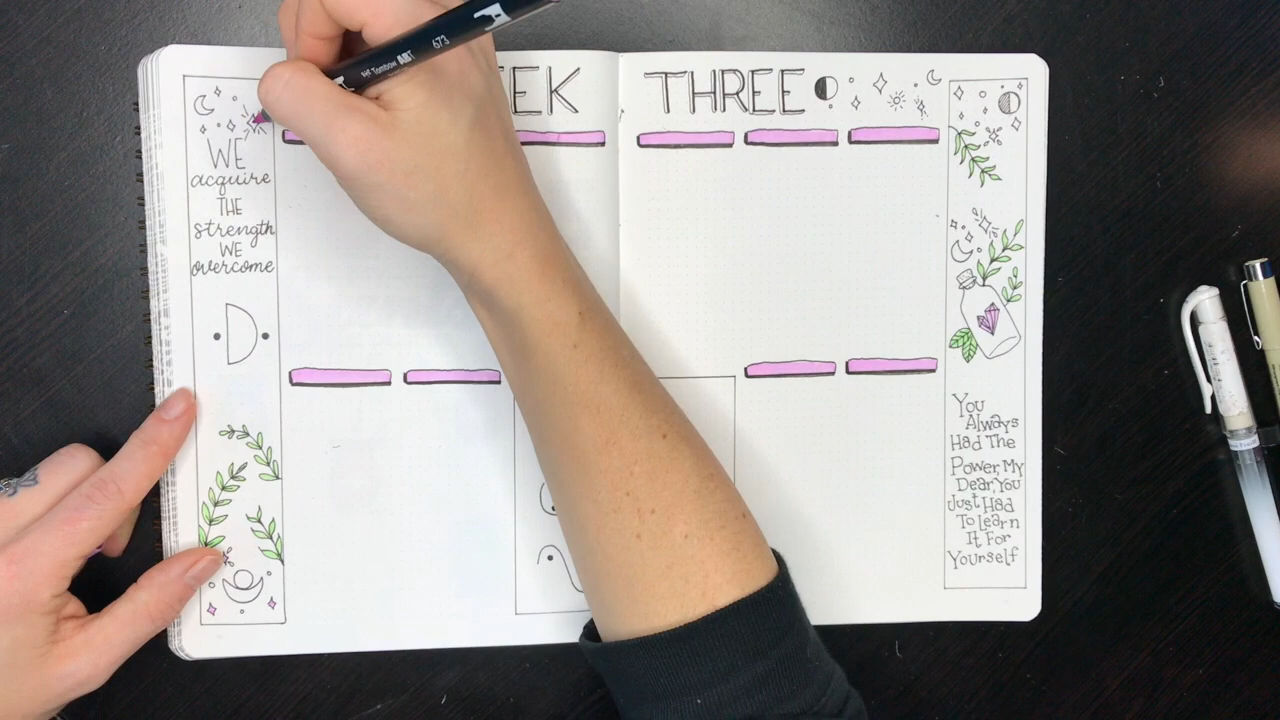 EEK THREE
WE
acquire
THE
strength
WE
overcome
D
You
Always
Had The
Power, My
Dear, You
Just Had
To Learn
It For
Yourself
Tombow ABT 673